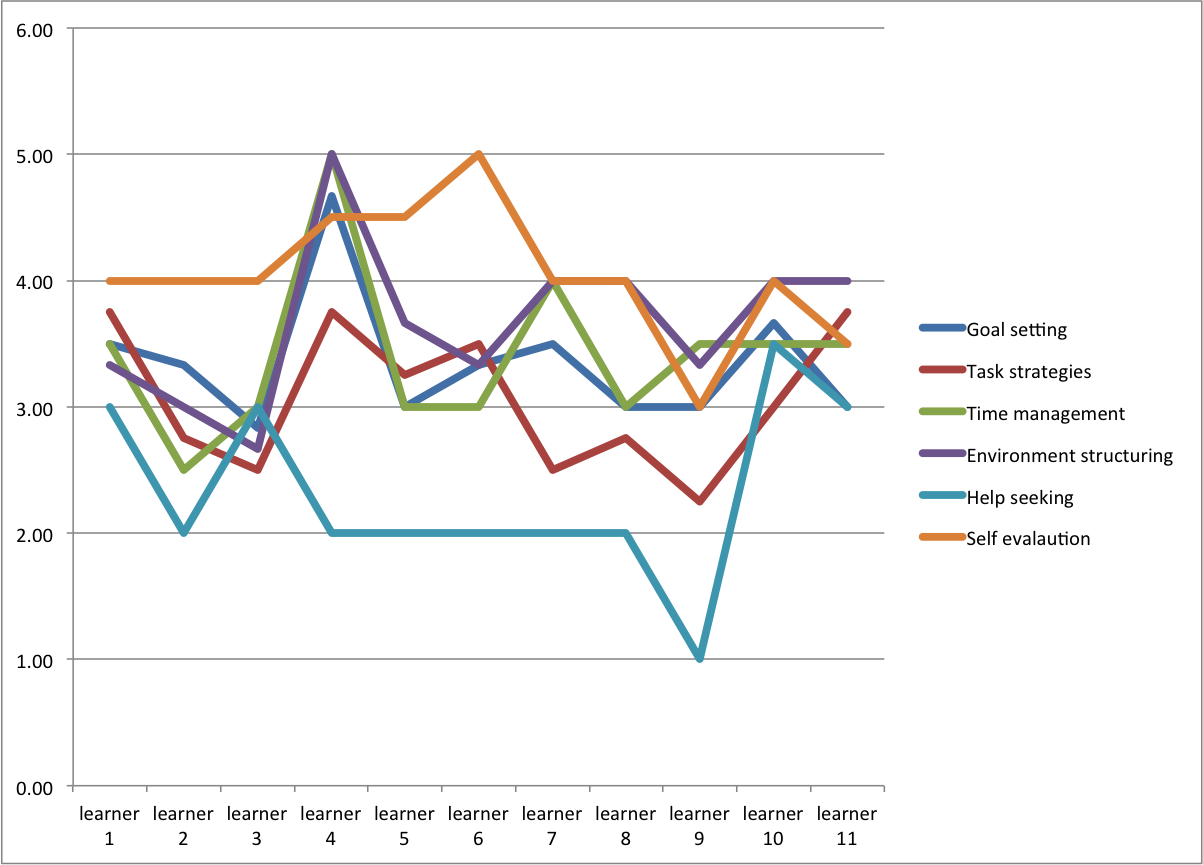 6.00
5.00
4.00
3.00
2.00
1.00
0.00
learner 1
learner 2
learner 3
learner 4
learner 5
learner 6
learner 7
learner 8
learner 9
learner 10
learner 11
Goal setting
Task strategies
Time management
Environment structuring
Help seeking
Self evalaution